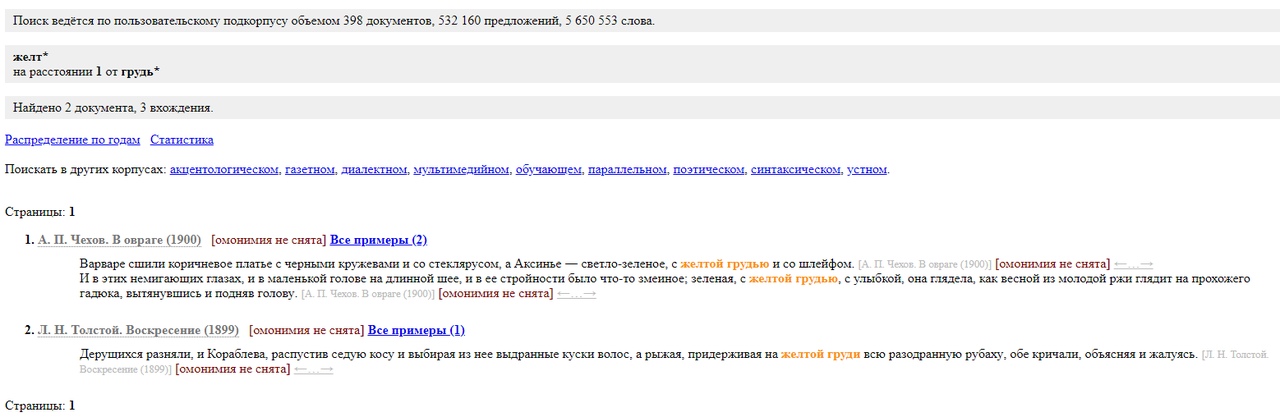 Поиск ведётся по пользовательскому подкорпусу объемом 398 документов, 532 160 предложений, 5 650 553 слова.
желт*
на расстоянии 1 от грудь*
Найдено 2 документа, 3 вхождения.
Распределение по годам Статистика
Поискать в других корпусах: акцентологическом, газетном, диалектном, мультимедийном, обучающем, параллельном, поэтическом, синтаксическом, устном.
Страницы: 1
1. А. П. Чехов. В овраге (1900) [омонимия не снята] Все примеры (2)
Варваре сшили коричневое платье с черными кружевами и со стеклярусом, а Аксинье — светло-зеленое, с желтой грудью и со шлейфом. [А. П. Чехов. В овраге (1900)] [омонимия не снята] ←…→
И в этих немигающих глазах, и в маленькой голове на длинной шее, и в ее стройности было что-то змеиное; зеленая, с желтой грудью, с улыбкой, она глядела, как весной из молодой ржи глядит на прохожего
гадюка, вытянувшись и подняв голову. [А. П. Чехов. В овраге (1900)] [омонимия не снята] ←…→
2. Л. Н. Толстой. Воскресение (1899) [омонимия не снята] Все примеры (1)
Дерущихся разняли, и Кораблева, распустив седую косу и выбирая из нее выдранные куски волос, а рыжая, придерживая на желтой груди всю разодранную рубаху, обе кричали, объясняя и жалуясь. [Л. Н. Толстой.
Воскресение (1899)] [омонимия не снята] ←…→
Страницы: 1